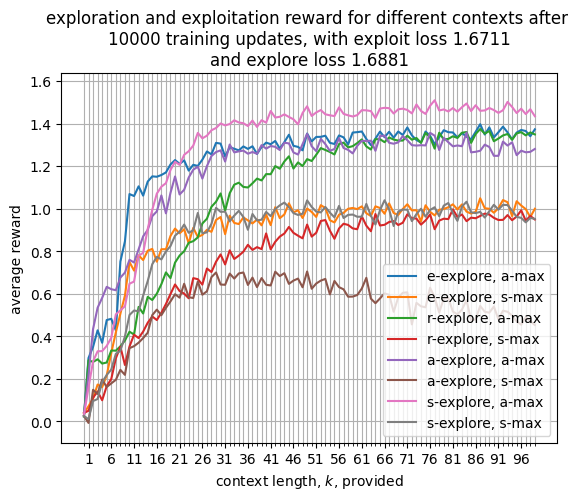 exploration and exploitation reward for different contexts after
10000 training updates, with exploit loss 1.6711
and explore loss 1.6881
1.6
1.4
1.2
1.0
0.8
0.6
0.4
0.2
0.0
average reward
e-explore, a-max
e-explore, s-max
r-explore, a-max
r-explore, s-max
a-explore, a-max
a-explore, s-max
s-explore, a-max
s-explore, s-max
1 6 11 16 21 26 31 36 41 46 51 56 61 66 71 76 81 86 91 96
context length, k, provided